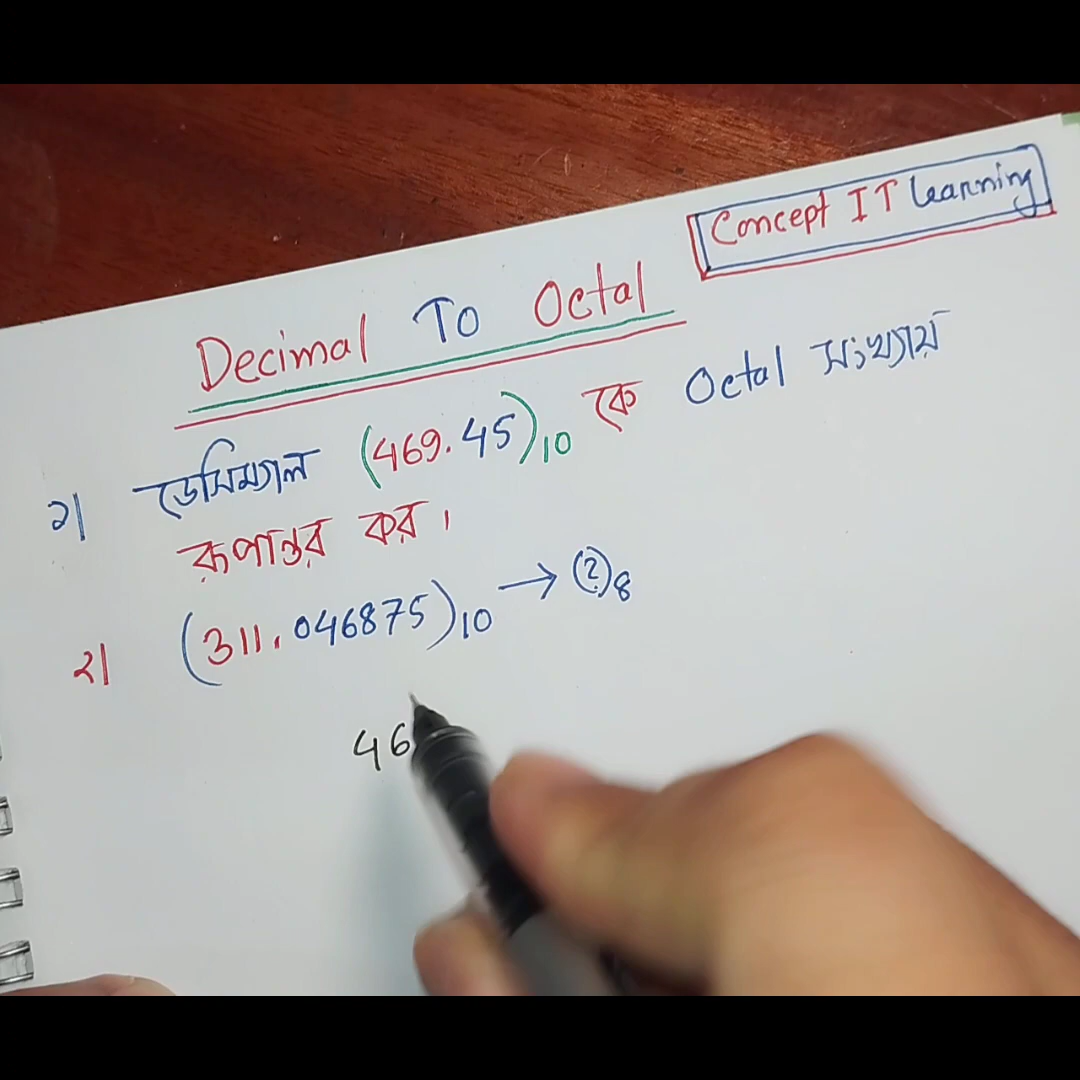 Concept IT Learning
Decimal To Octal
১। ডেসিম্যাল (469.45)10 কে Octal সংখ্যায়
রূপান্তর কর।
২। (311.046875)10 → (?)8
46